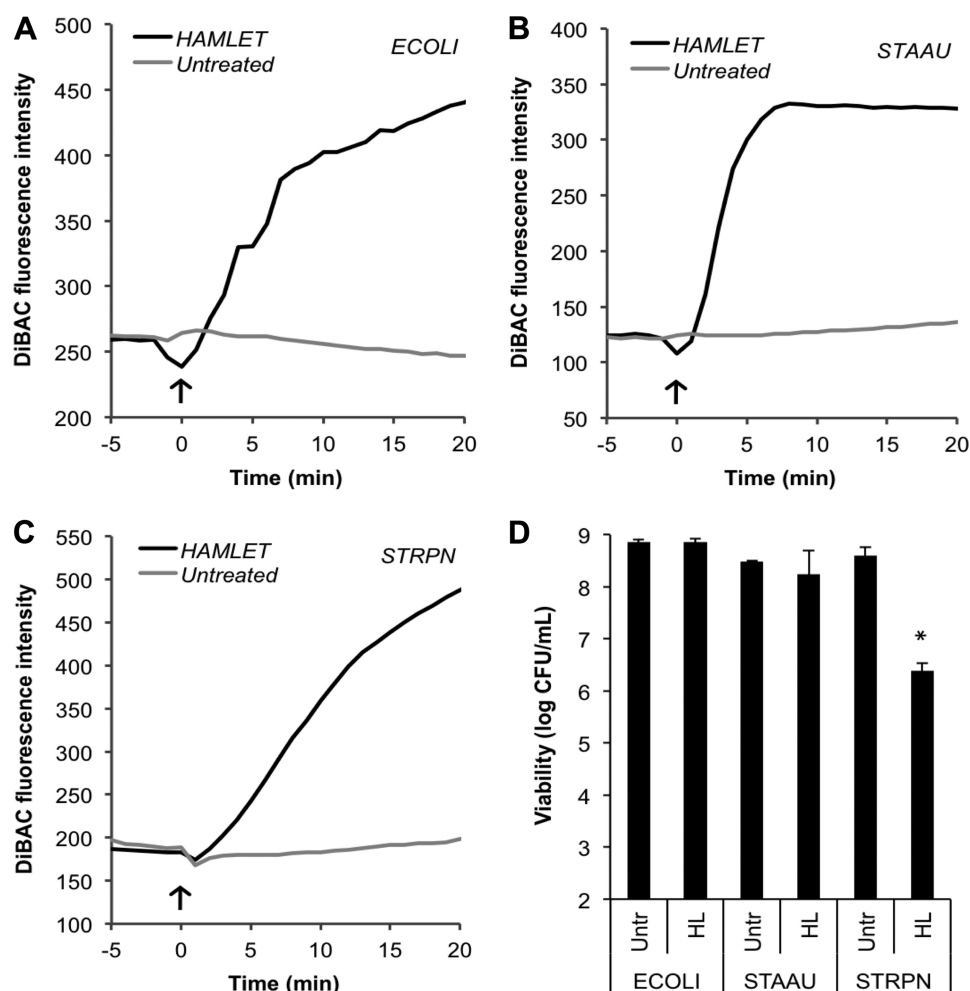 A
HAMLET
Untreated
ECOLI
DiBAC fluorescence intensity
500
450
400
350
300
250
200
-5 0 5 10 15 20
Time (min)
B
HAMLET
Untreated
STAAU
DiBAC fluorescence intensity
400
350
300
250
200
150
100
50
-5 0 5 10 15 20
Time (min)
C
HAMLET
Untreated
STRPN
DiBAC fluorescence intensity
550
500
450
400
350
300
250
200
150
100
-5 0 5 10 15 20
Time (min)
D
Viability (log CFU/mL)
9
8
7
6
5
4
3
2
*
Untr HL Untr HL Untr HL
ECOLI STAAU STRPN